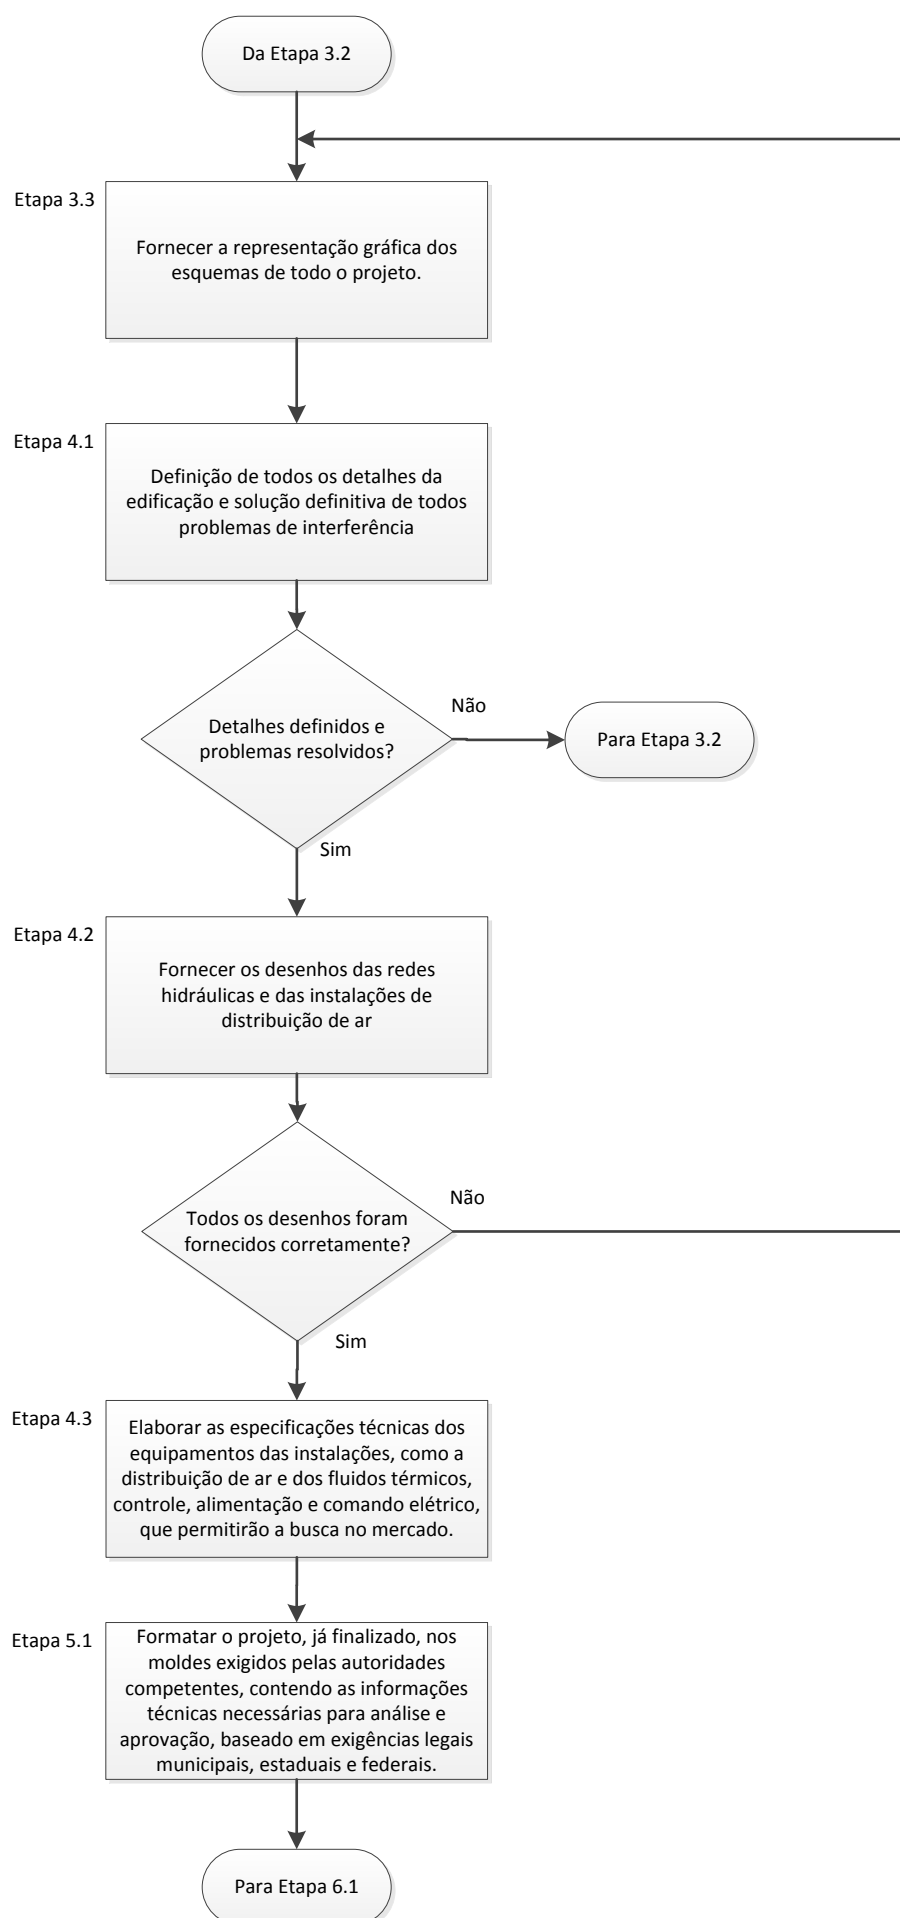 Da Etapa 3.2
Etapa 3.3
Fornecer a representação gráfica dos
esquemas de todo o projeto.
Etapa 4.1
Definição de todos os detalhes da
edificação e solução definitiva de todos
problemas de interferência
Detalhes definidos e
problemas resolvidos?
Não
Para Etapa 3.2
Sim
Etapa 4.2
Fornecer os desenhos das redes
hidráulicas e das instalações de
distribuição de ar
Todos os desenhos foram
fornecidos corretamente?
Não
Sim
Etapa 4.3
Elaborar as especificações técnicas dos
equipamentos das instalações, como a
distribuição de ar e dos fluidos térmicos,
controle, alimentação e comando elétrico,
que permitirão a busca no mercado.
Etapa 5.1
Formatar o projeto, já finalizado, nos
moldes exigidos pelas autoridades
competentes, contendo as informações
técnicas necessárias para análise e
aprovação, baseado em exigências legais
municipais, estaduais e federais.
Para Etapa 6.1